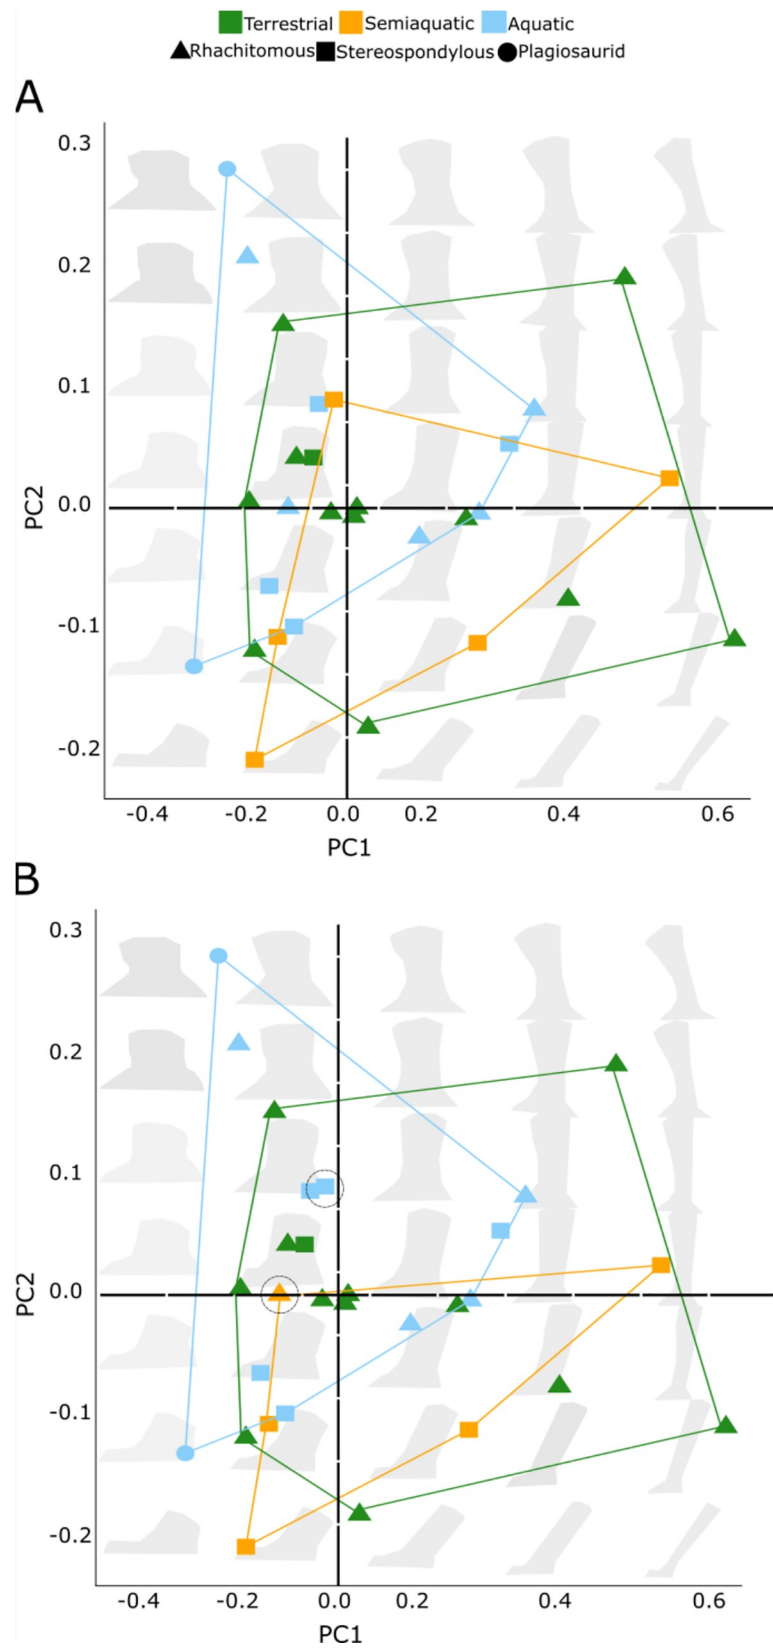 Terrestrial Semiaquatic Aquatic
Rhachitomous Stereospondylous Plagiosaurid
A
0.3
0.2
0.1
0.0
-0.1
-0.2
PC2
-0.4 -0.2 0.0 0.2 0.4 0.6
PC1
B
0.3
0.2
0.1
0.0
-0.1
-0.2
PC2
-0.4 -0.2 0.0 0.2 0.4 0.6
PC1